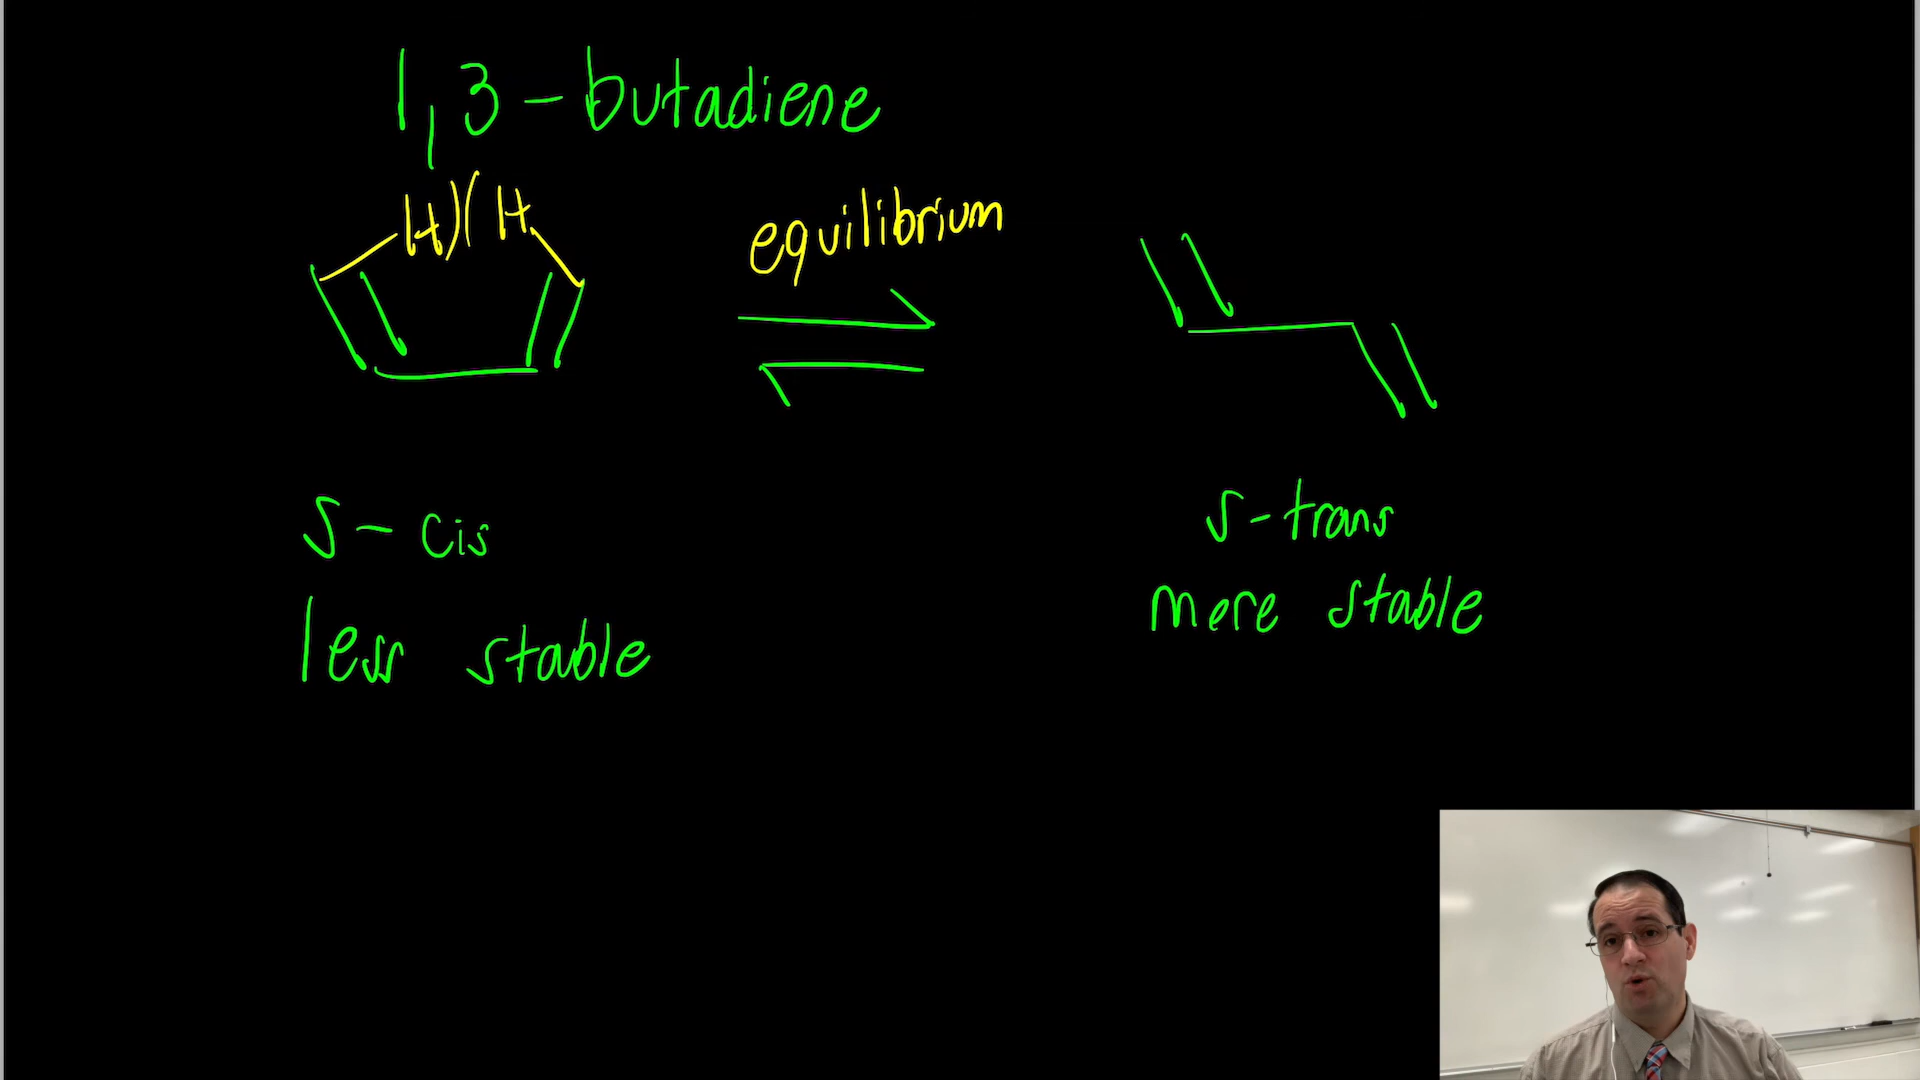 1,3-butadiene
H)(H
equilibrium
s-cis
less stable
s-trans
more stable